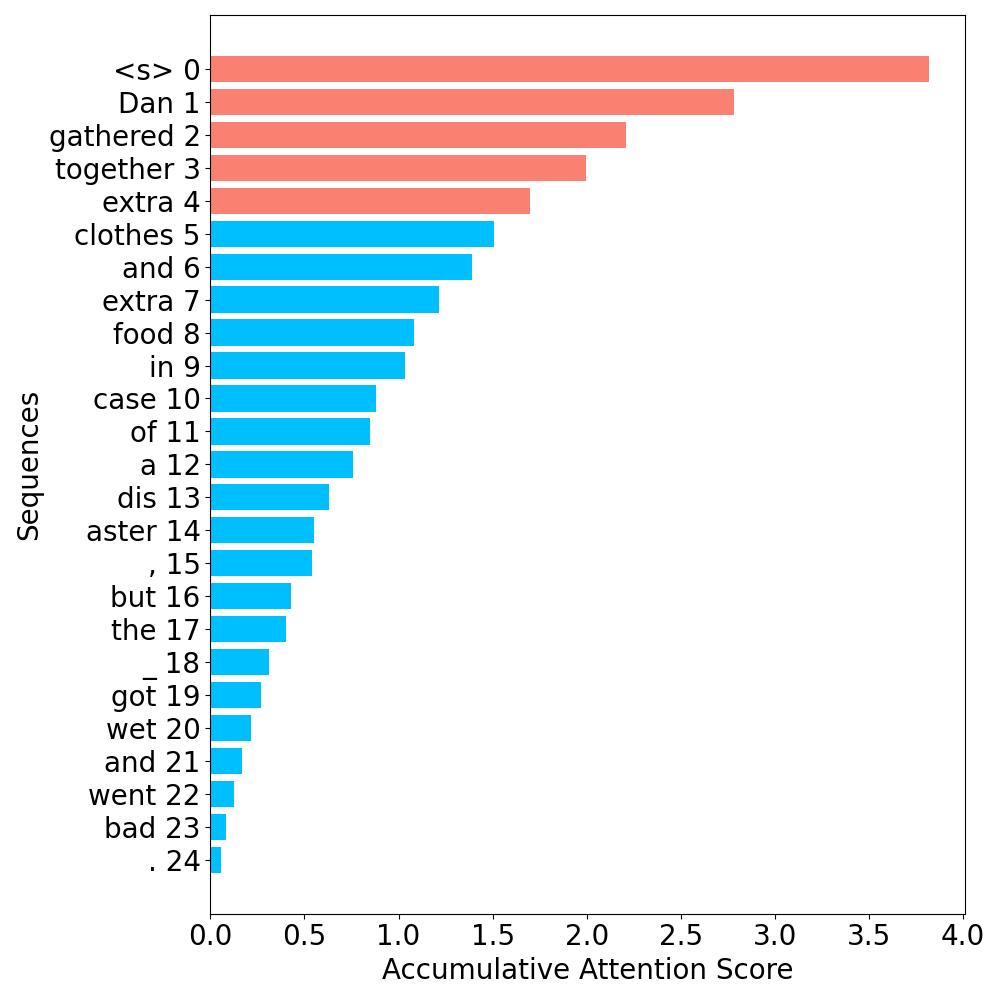 <s> 0
Dan 1
gathered 2
together 3
extra 4
clothes 5
and 6
extra 7
food 8
in 9
case 10
of 11
a 12
dis 13
aster 14
, 15
but 16
the 17
_ 18
got 19
wet 20
and 21
went 22
bad 23
. 24
Sequences
0.0 0.5 1.0 1.5 2.0 2.5 3.0 3.5 4.0
Accumulative Attention Score